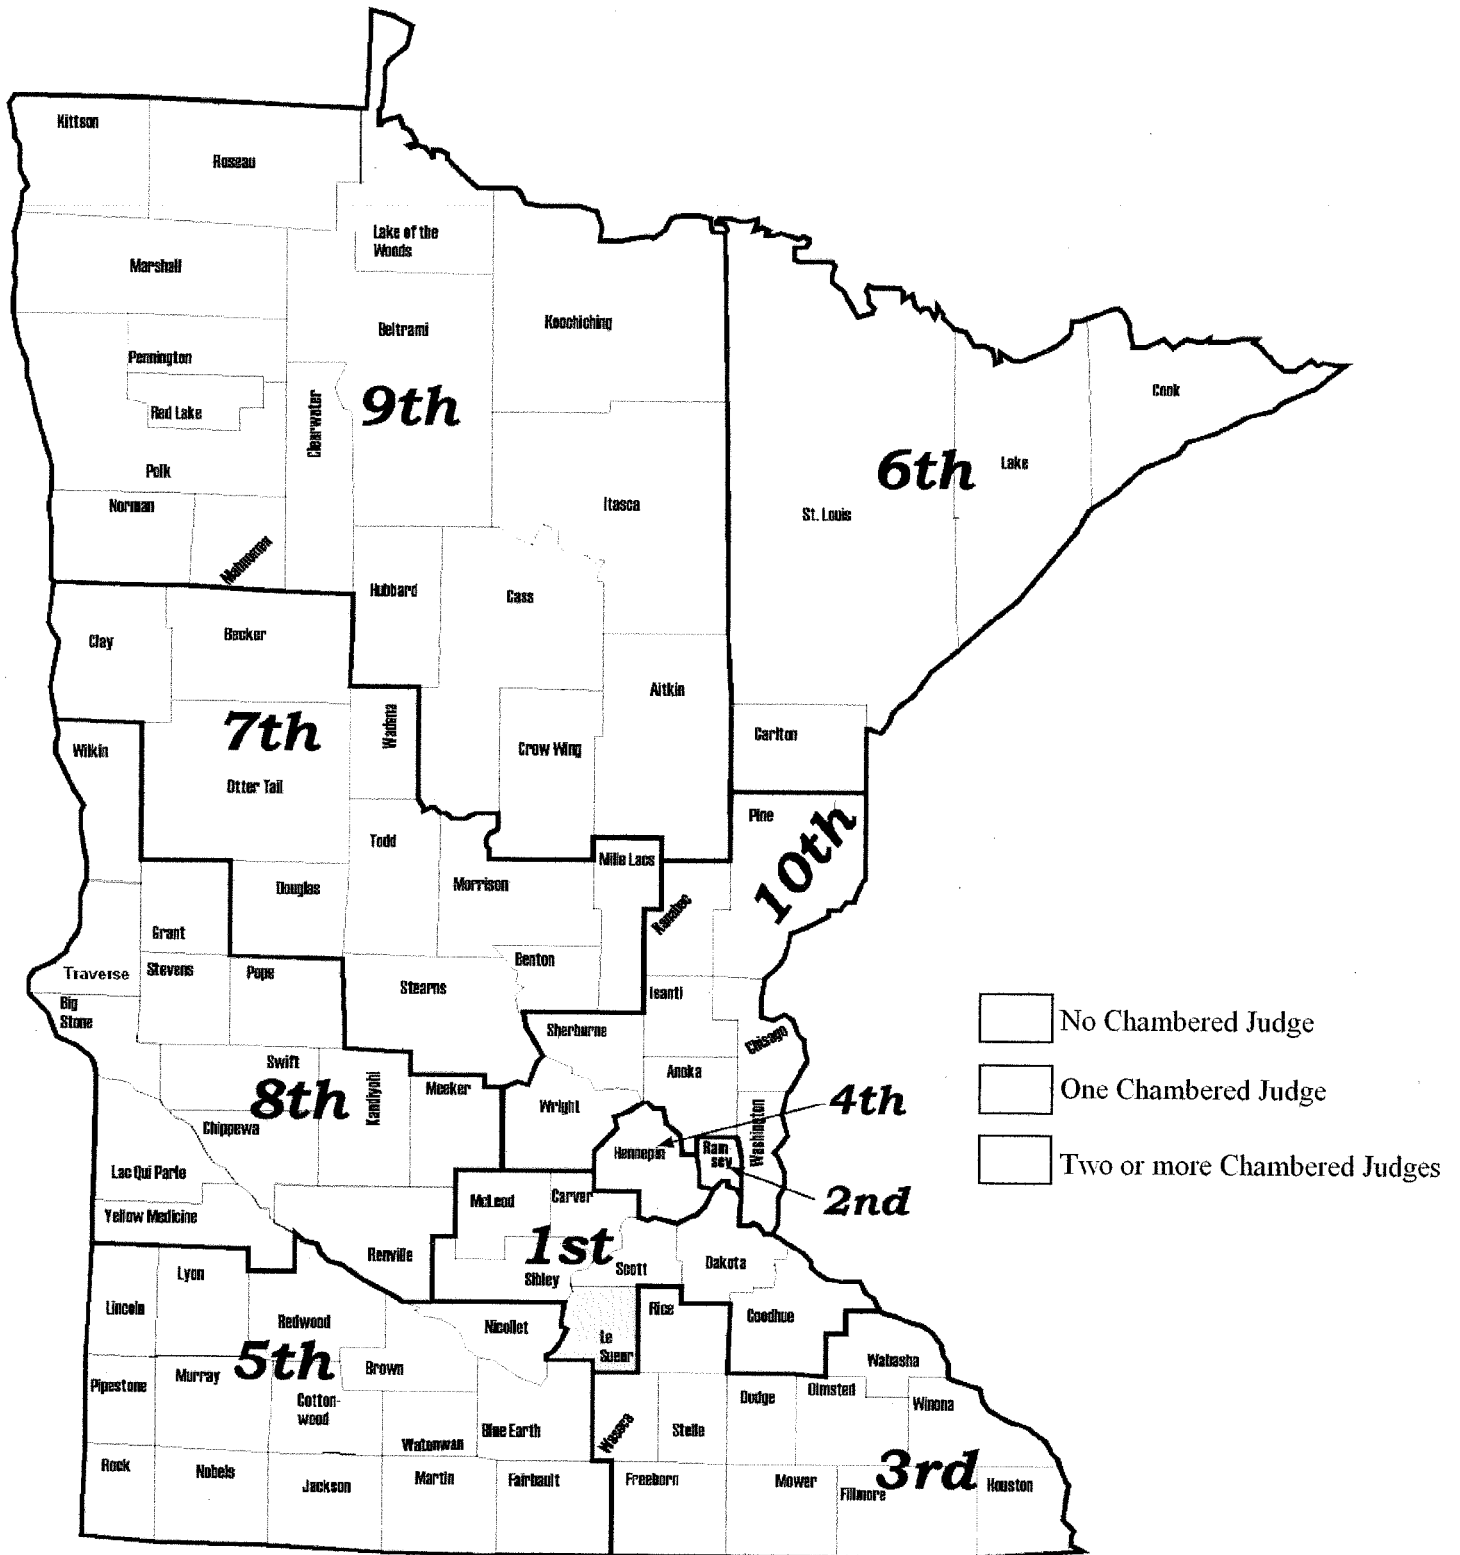 Kittson
Roseau
Lake of the
Woods
Marshall
Beltrami
Koochiching
Pennington
Red Lake
Clearwater
9th
Cook
Polk
6th
Lake
Norman
Mahnomen
Itasca
St. Louis
Hubbard
Cass
Clay
Becker
Aitkin
7th
Wadena
Wilkin
Crow Wing
Carlton
Otter Tail
Pine
10th
Todd
Mille Lacs
Douglas
Morrison
Kanabec
Grant
Benton
Traverse
Stevens
Pope
Stearns
Isanti
Big
Stone
Sherburne
Chisago
No Chambered Judge
Swift
Anoka
8th
Kandiyohi
Meeker
Wright
4th
One Chambered Judge
Chippewa
Washington
Hennepin
Ram
sey
Lac Qui Parle
Two or more Chambered Judges
McLeod
Carver
2nd
Yellow Medicine
1st
Renville
Scott
Dakota
Lyon
Sibley
Lincoln
Redwood
Rice
Goodhue
Nicollet
Le
Sueur
5th
Brown
Wabasha
Pipestone
Murray
Cotton-
wood
Dodge
Olmsted
Winona
Blue Earth
Waseca
Stelle
Watonwan
Rock
Nobels
Jackson
Martin
Fairbault
Freeborn
Mower
3rd
Fillmore
Houston